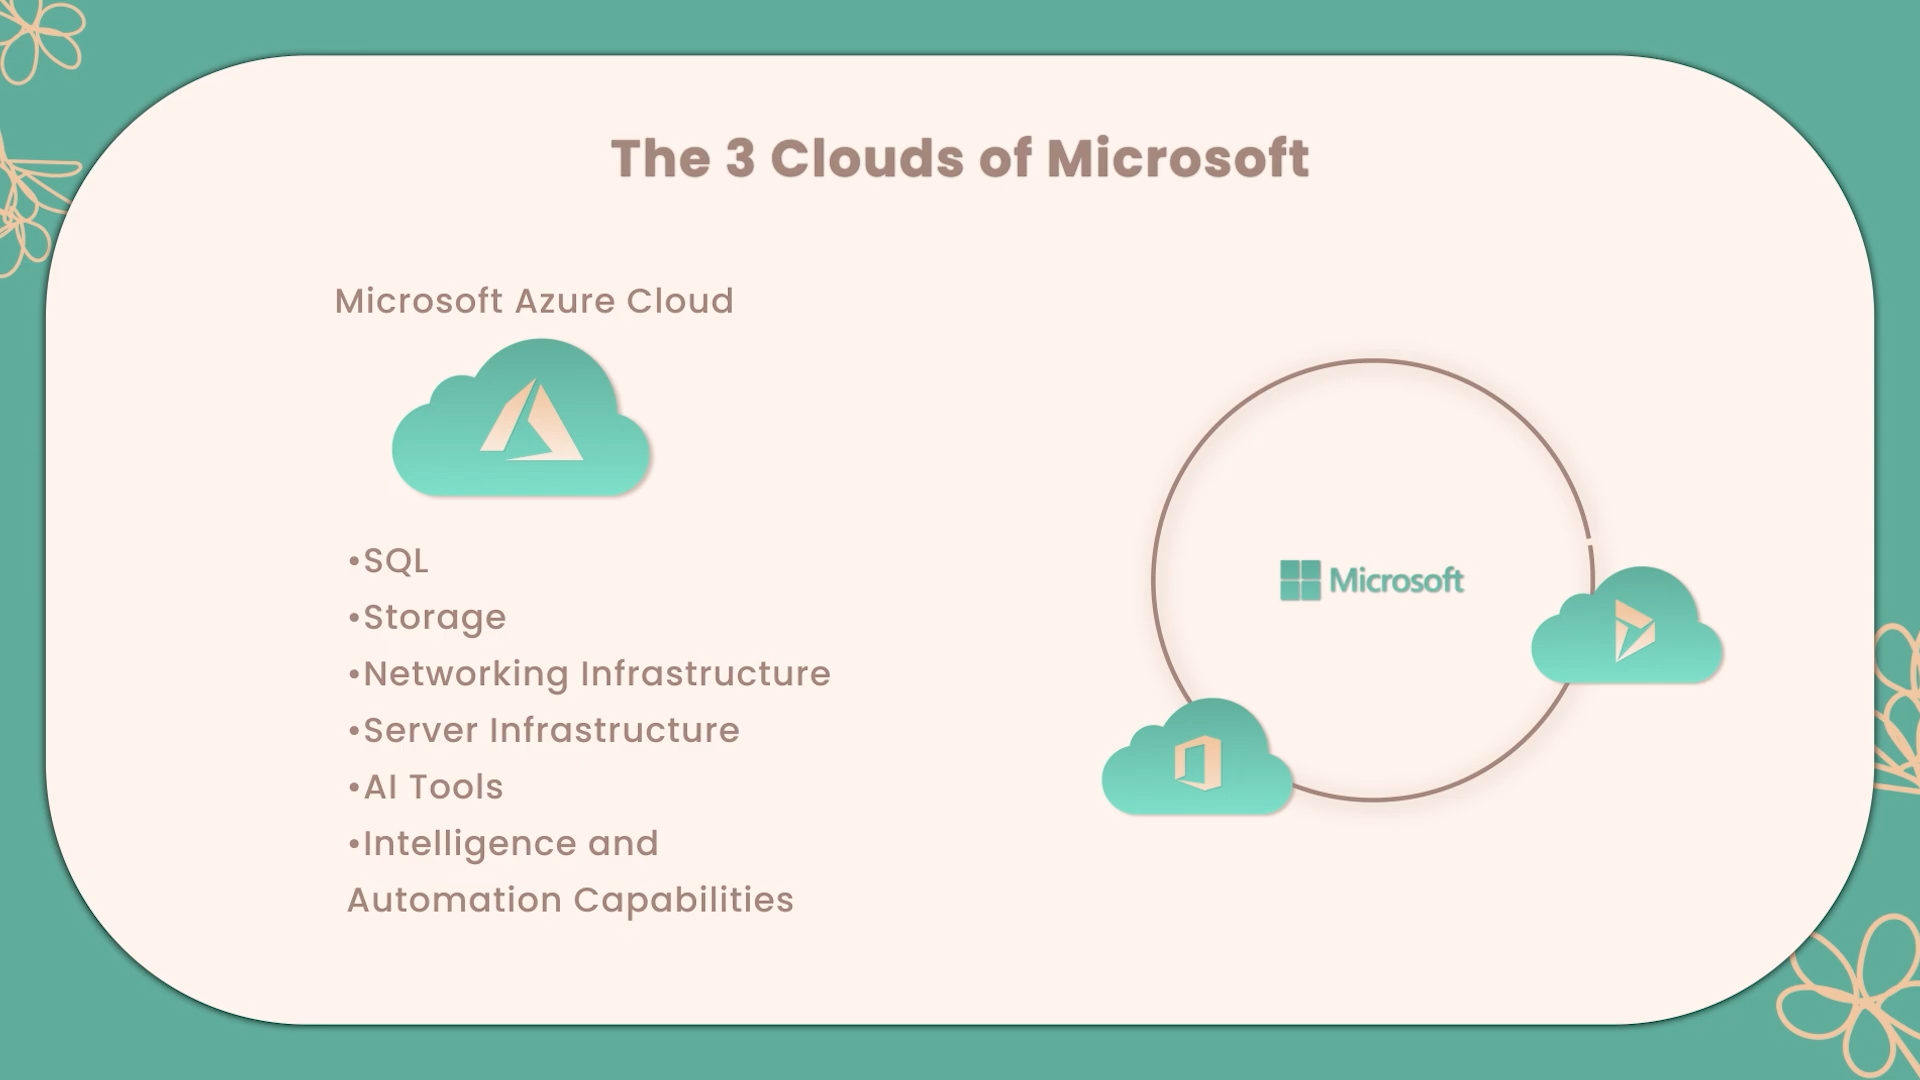 The 3 Clouds of Microsoft
Microsoft Azure Cloud
•SQL
•Storage
•Networking Infrastructure
•Server Infrastructure
•AI Tools
•Intelligence and
Automation Capabilities
Microsoft